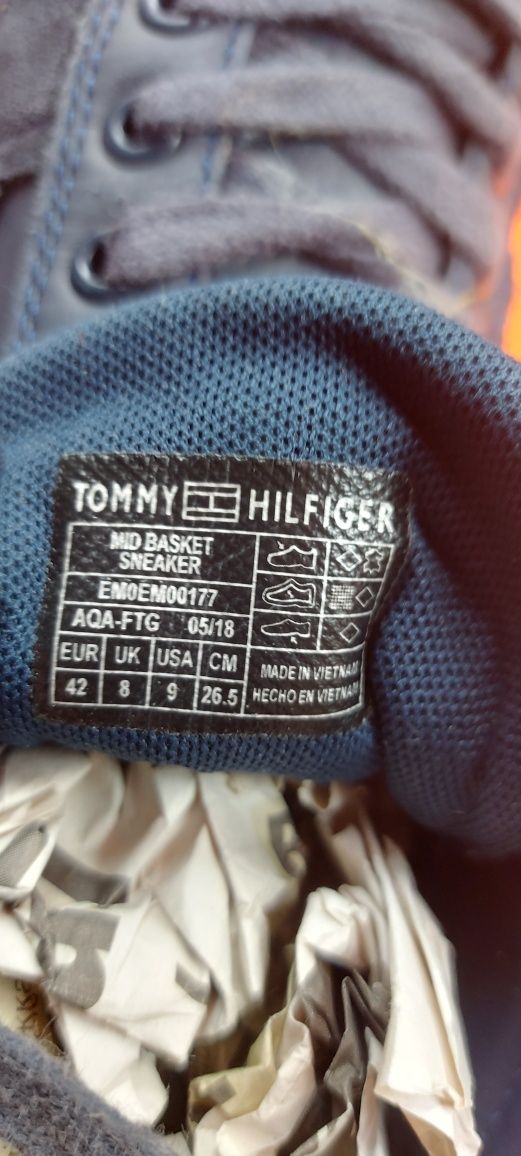 TOMMY HILFIGER
MID BASKET
SNEAKER
EM0EM00177
AQA-FTG 05/18
EUR UK USA CM
42 8 9 26.5
MADE IN VIETNAM
HECHO EN VIETNAM